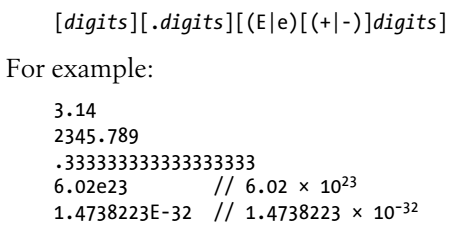 [digits][.digits][(E|e)[(+|-)]digits]
For example:
3.14
2345.789
.333333333333333333
6.02e23 // 6.02 × 10²³
1.4738223E-32 // 1.4738223 × 10⁻³²